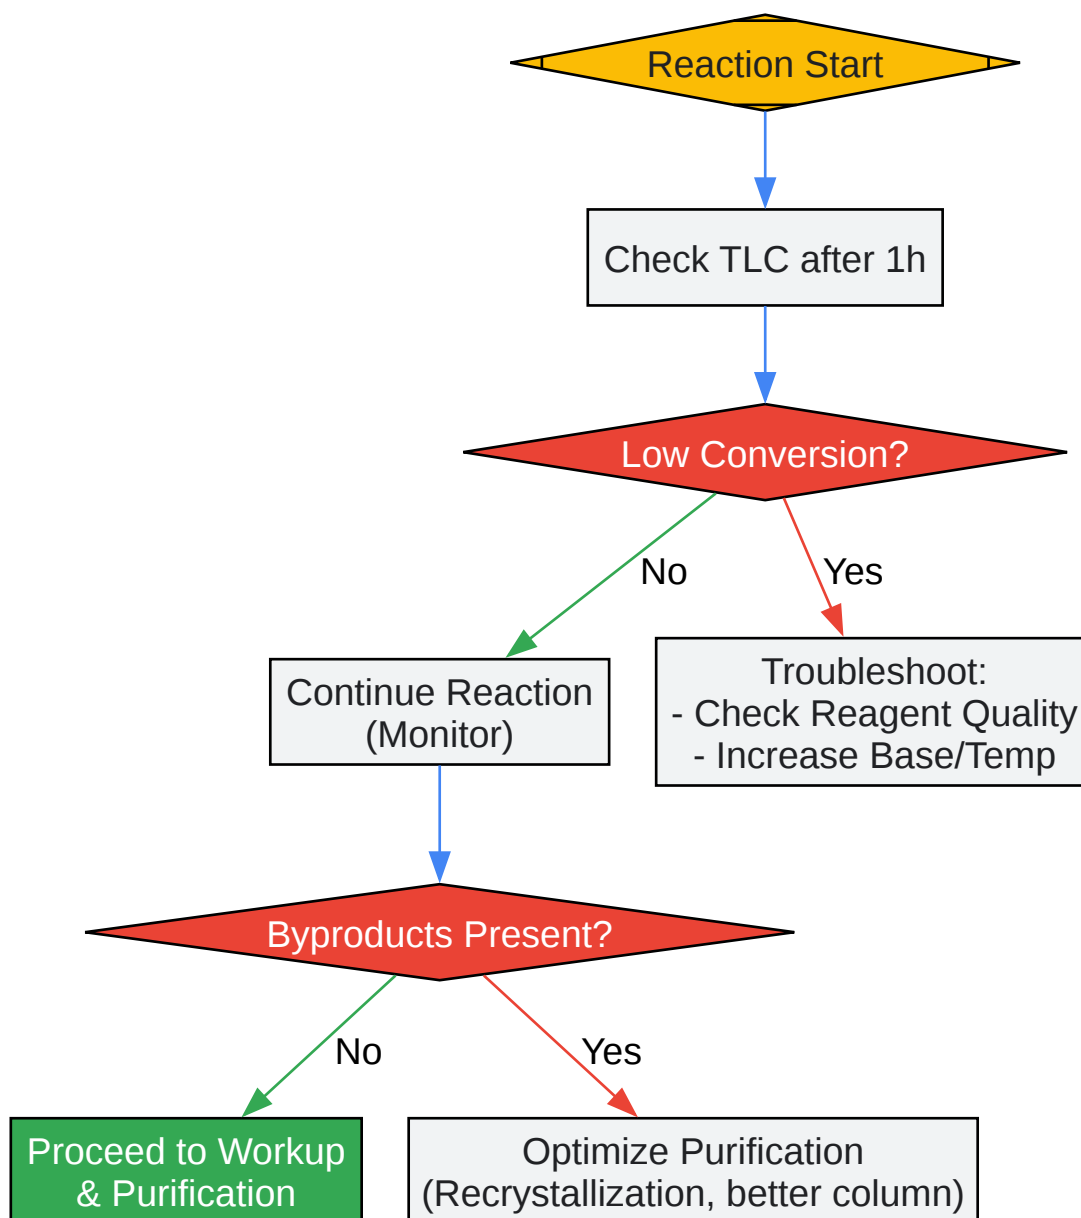 Reaction Start
Check TLC after 1h
Low Conversion?
No
Yes
Continue Reaction
(Monitor)
Troubleshoot:
- Check Reagent Quality
- Increase Base/Temp
Byproducts Present?
No
Yes
Proceed to Workup
& Purification
Optimize Purification
(Recrystallization, better column)